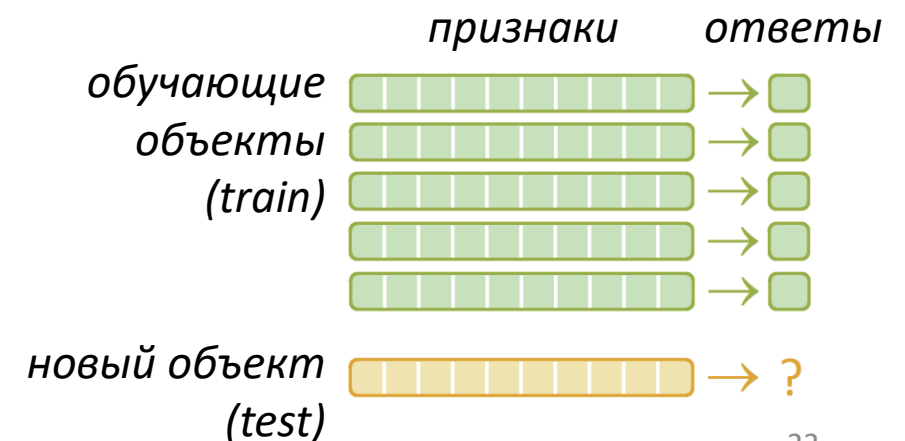 признаки ответы
обучающие
объекты
(train)
новый объект
?
(test)